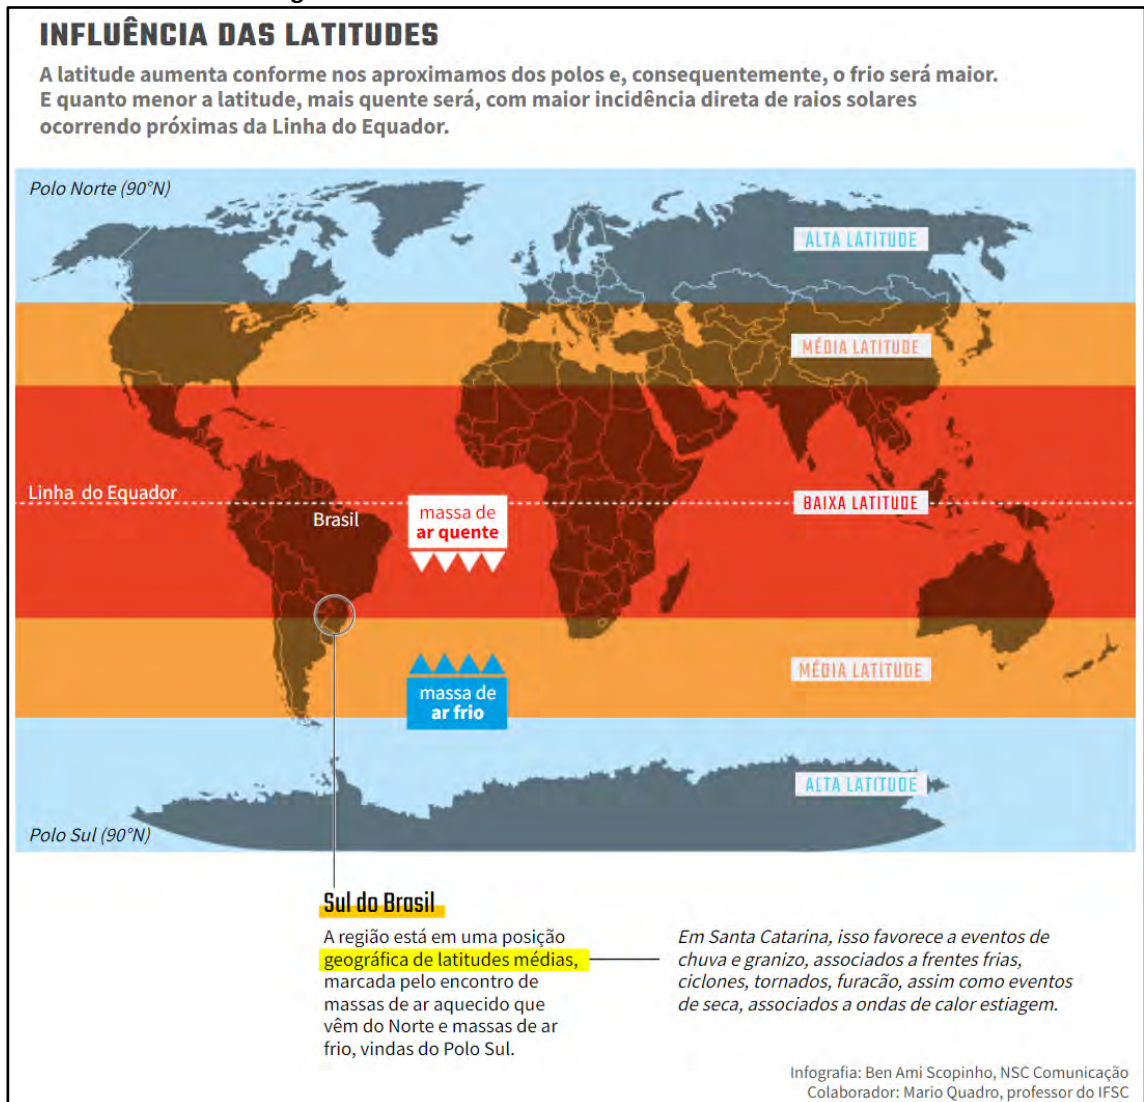 INFLUÊNCIA DAS LATITUDES
A latitude aumenta conforme nos aproximamos dos polos e, consequentemente, o frio será maior.
E quanto menor a latitude, mais quente será, com maior incidência direta de raios solares
ocorrendo próximas da Linha do Equador.
Polo Norte (90°N)
ALTA LATITUDE
MÉDIA LATITUDE
Linha do Equador
BAIXA LATITUDE
Brasil
massa de
ar quente
MÉDIA LATITUDE
massa de
ar frio
ALTA LATITUDE
Polo Sul (90°N)
Sul do Brasil
A região está em uma posição
geográfica de latitudes médias,
marcada pelo encontro de
massas de ar aquecido que
vêm do Norte e massas de ar
frio, vindas do Polo Sul.
Em Santa Catarina, isso favorece a eventos de
chuva e granizo, associados a frentes frias,
ciclones, tornados, furacão, assim como eventos
de seca, associados a ondas de calor estiagem.
Infografia: Ben Ami Scopinho, NSC Comunicação
Colaborador: Mario Quadro, professor do IFSC